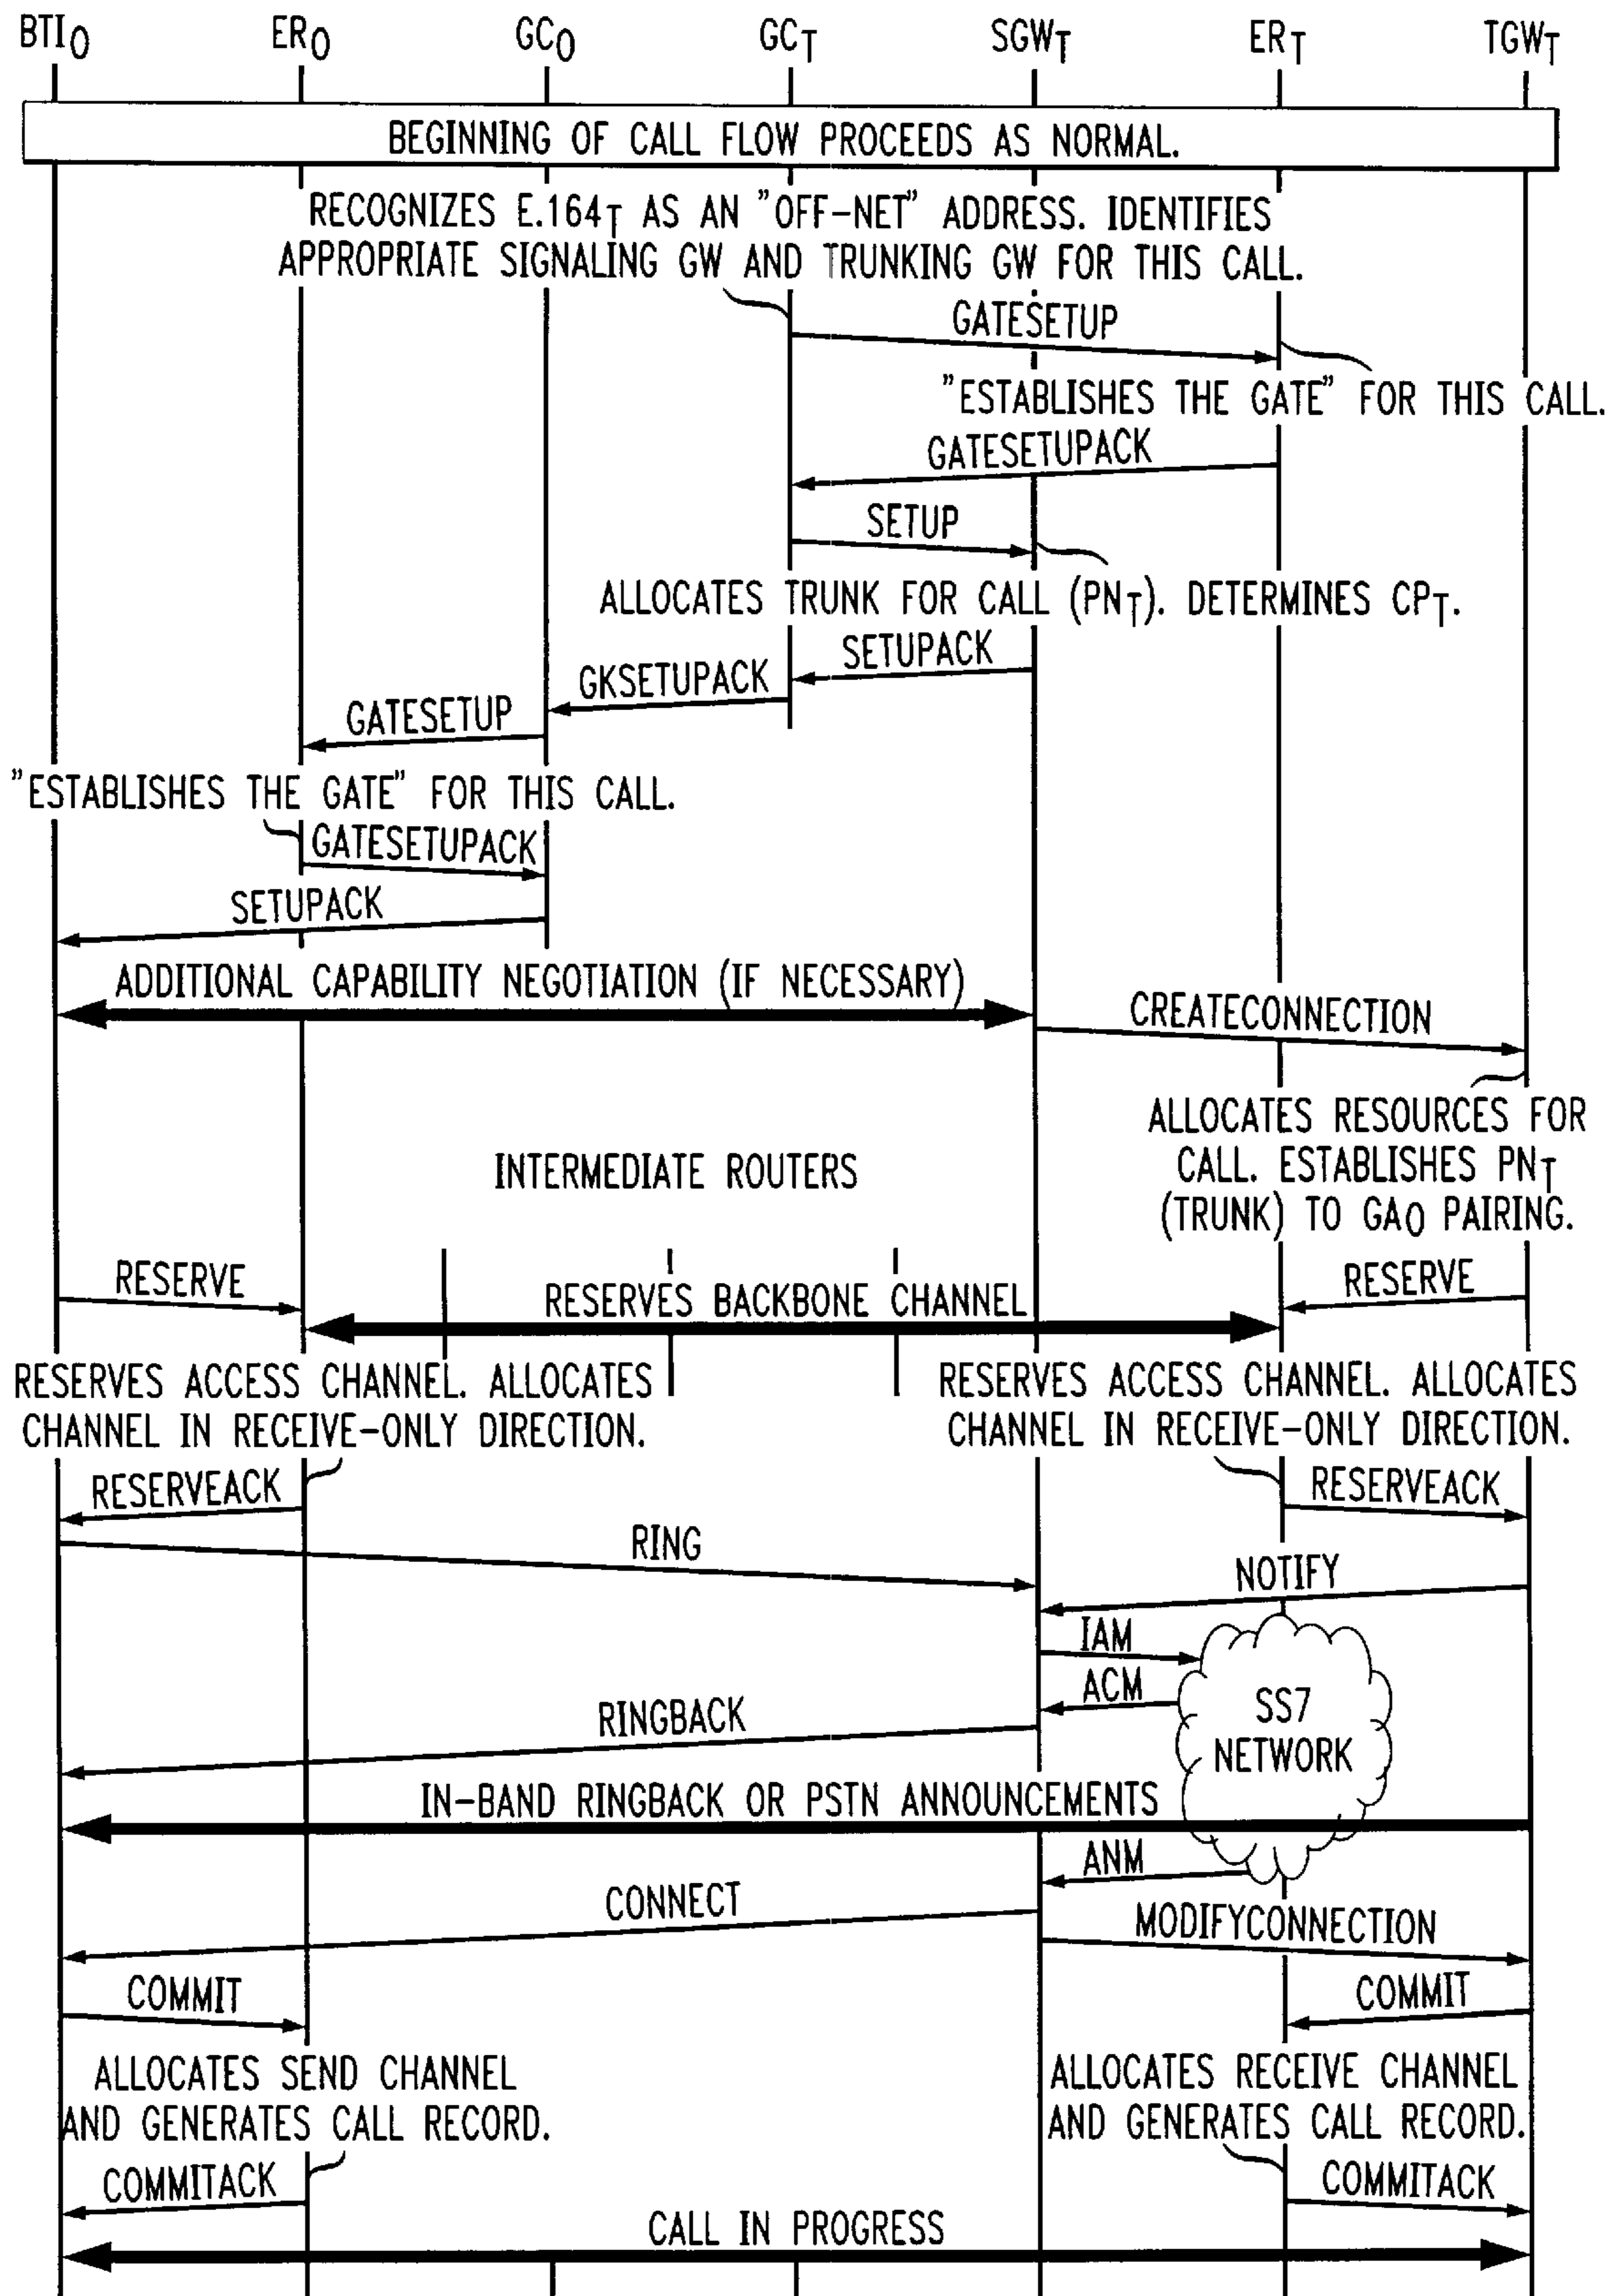 BTIO ERO GCO GCT SGWT ERT TGWT
BEGINNING OF CALL FLOW PROCEEDS AS NORMAL.
RECOGNIZES E.164T AS AN "OFF-NET" ADDRESS. IDENTIFIES
APPROPRIATE SIGNALING GW AND TRUNKING GW FOR THIS CALL.
GATESETUP
"ESTABLISHES THE GATE" FOR THIS CALL.
GATESETUPACK
SETUP
ALLOCATES TRUNK FOR CALL (PNT). DETERMINES CPT.
SETUPACK
GKSETUPACK
GATESETUP
"ESTABLISHES THE GATE" FOR THIS CALL.
GATESETUPACK
SETUPACK
ADDITIONAL CAPABILITY NEGOTIATION (IF NECESSARY)
CREATECONNECTION
ALLOCATES RESOURCES FOR
CALL. ESTABLISHES PNT
(TRUNK) TO GAO PAIRING.
INTERMEDIATE ROUTERS
RESERVE
RESERVES BACKBONE CHANNEL
RESERVE
RESERVES ACCESS CHANNEL. ALLOCATES
CHANNEL IN RECEIVE-ONLY DIRECTION.
RESERVES ACCESS CHANNEL. ALLOCATES
CHANNEL IN RECEIVE-ONLY DIRECTION.
RESERVEACK
RESERVEACK
RING
NOTIFY
IAM
ACM
SS7
NETWORK
RINGBACK
IN-BAND RINGBACK OR PSTN ANNOUNCEMENTS
ANM
CONNECT
MODIFYCONNECTION
COMMIT
COMMIT
ALLOCATES SEND CHANNEL
AND GENERATES CALL RECORD.
ALLOCATES RECEIVE CHANNEL
AND GENERATES CALL RECORD.
COMMITACK
COMMITACK
CALL IN PROGRESS